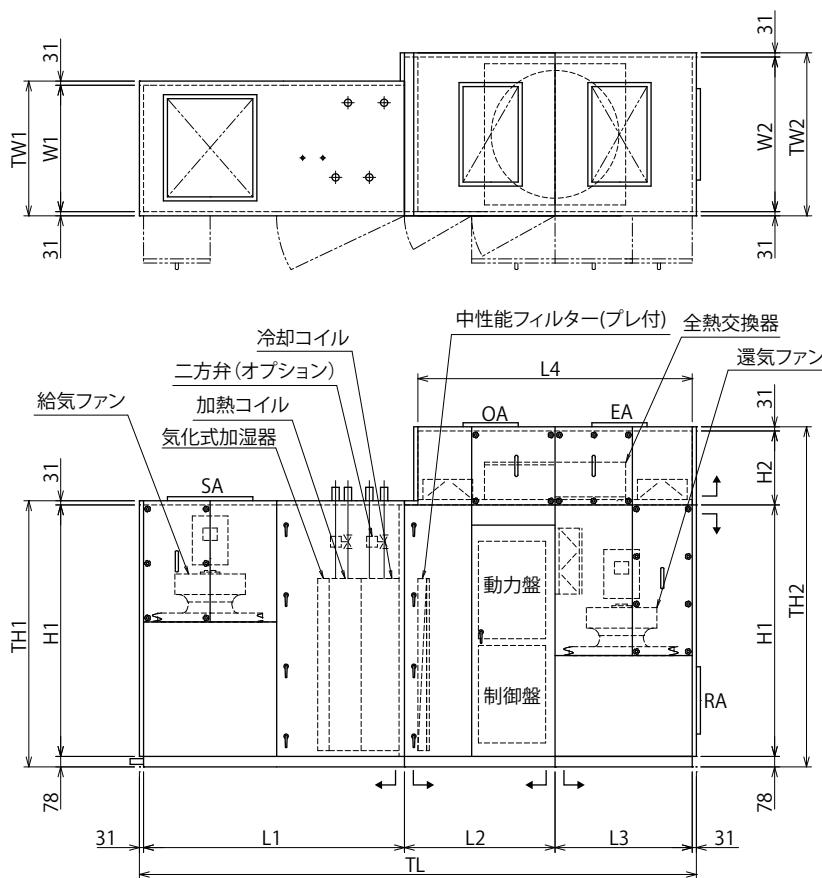 31
TW1
W1
31
31
W2
TW2
31
中性能フィルター(プレ付)
全熱交換器
冷却コイル
還気ファン
二方弁(オプション)
L4
給気ファン
加熱コイル
気化式加湿器
OA
EA
31
SA
31
H2
TH1
H1
動力盤
制御盤
H1
TH2
RA
78
78
31
L1
L2
L3
31
TL